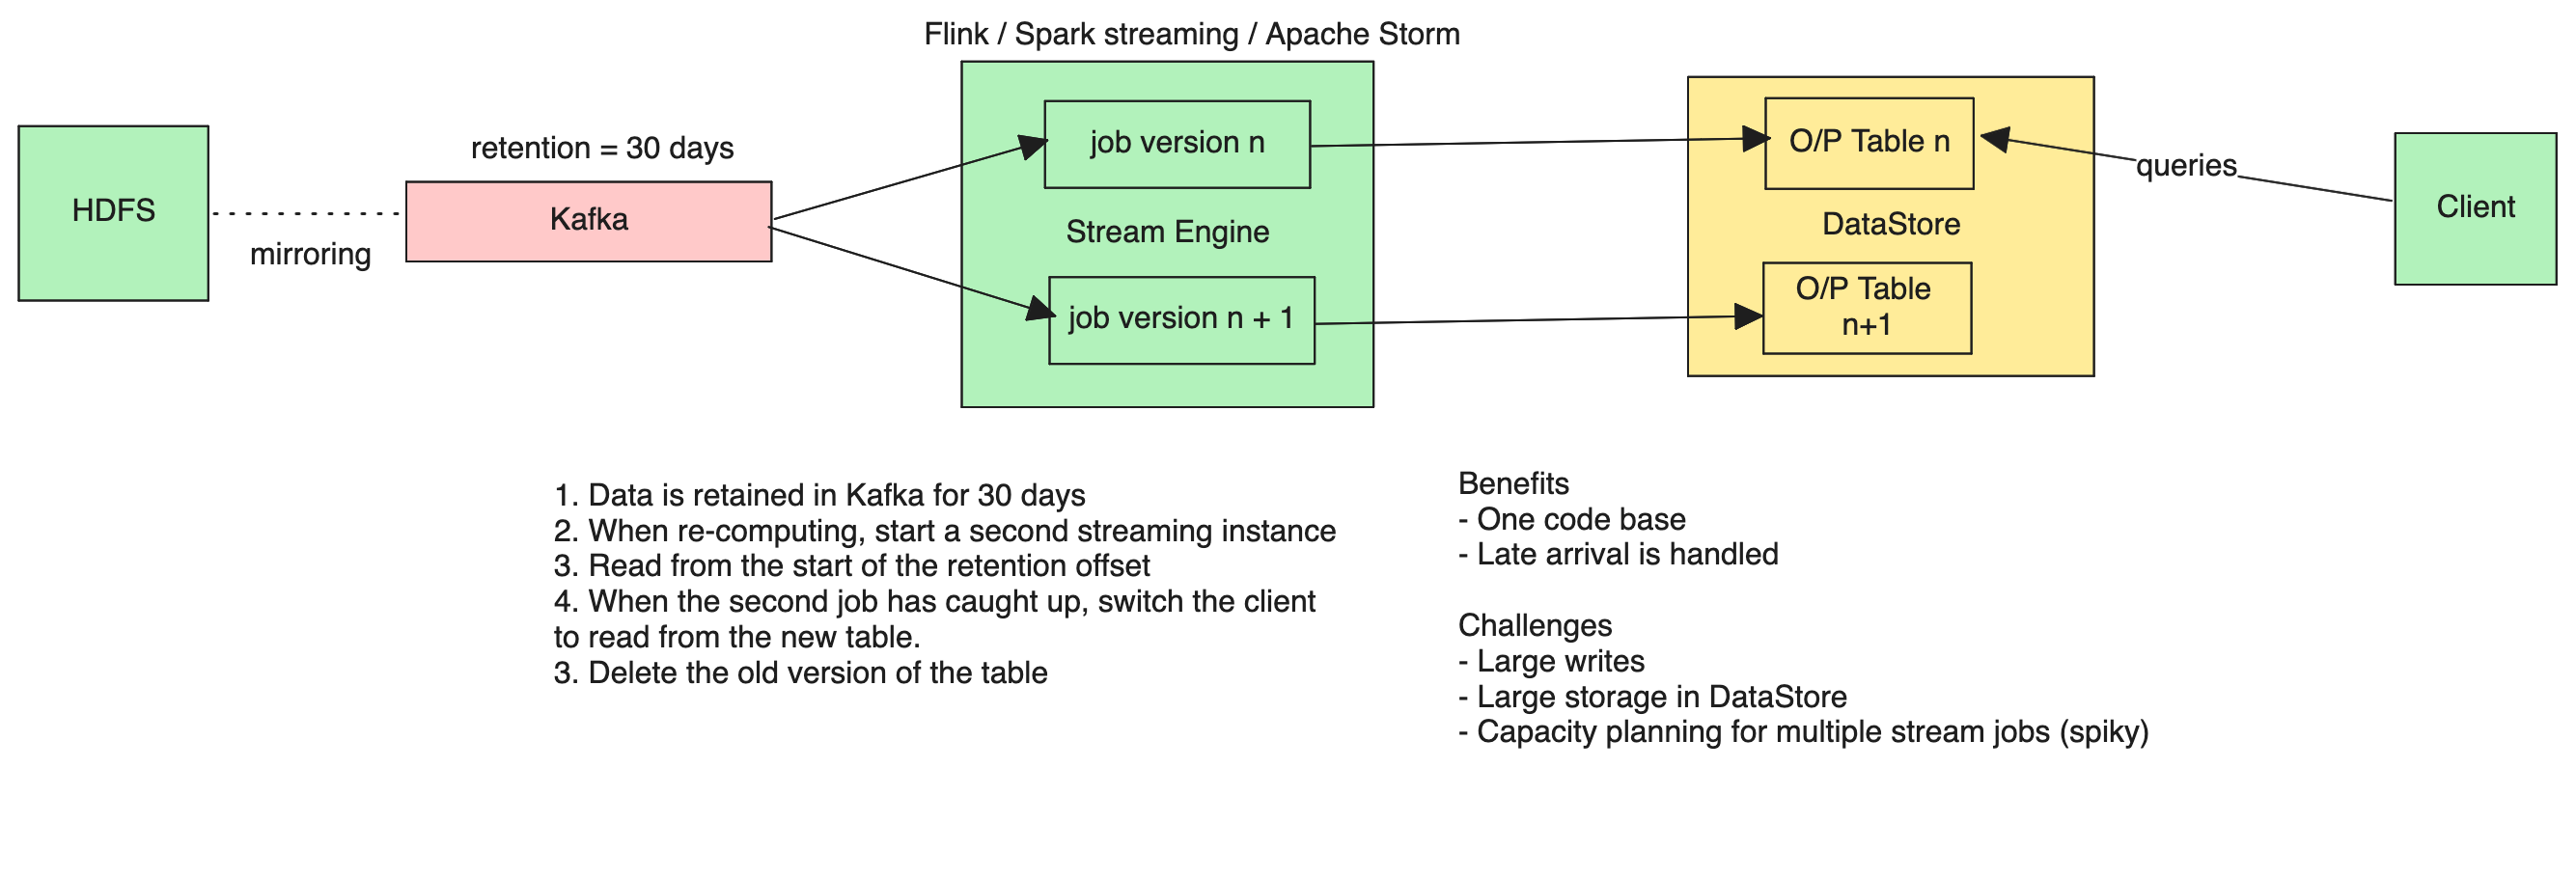 Flink / Spark streaming / Apache Storm
HDFS
mirroring
retention = 30 days
Kafka
job version n
Stream Engine
job version n + 1
O/P Table n
DataStore
O/P Table
n+1
queries
Client
1. Data is retained in Kafka for 30 days
2. When re-computing, start a second streaming instance
3. Read from the start of the retention offset
4. When the second job has caught up, switch the client
to read from the new table.
3. Delete the old version of the table
Benefits
- One code base
- Late arrival is handled
Challenges
- Large writes
- Large storage in DataStore
- Capacity planning for multiple stream jobs (spiky)